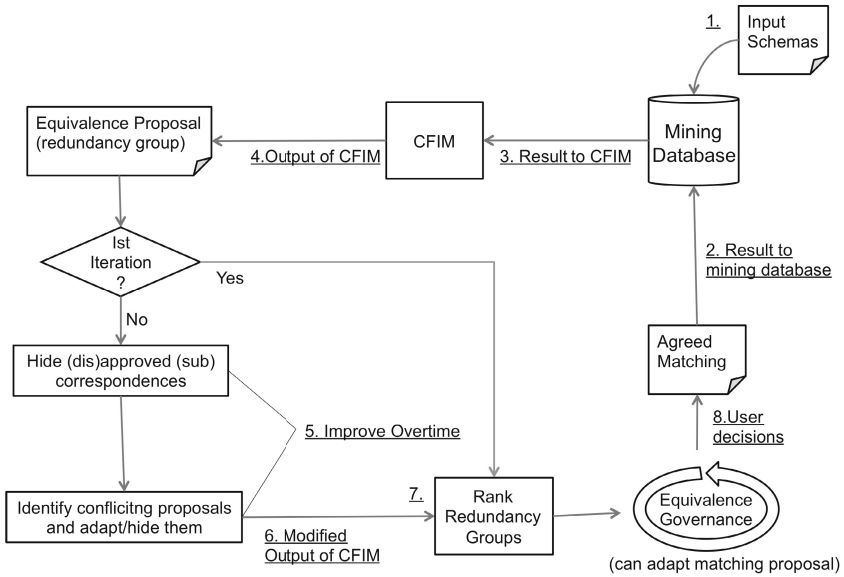 1.
Input
Schemas
Equivalence Proposal
(redundancy group)
4.Output of CFIM
CFIM
3. Result to CFIM
Mining
Database
Ist
Iteration
?
Yes
No
2. Result to
mining database
Hide (dis)approved (sub)
correspondences
Agreed
Matching
5. Improve Overtime
8.User
decisions
Identify conflicitng proposals
and adapt/hide them
6. Modified
Output of CFIM
7.
Rank
Redundancy
Groups
Equivalence
Governance
(can adapt matching proposal)